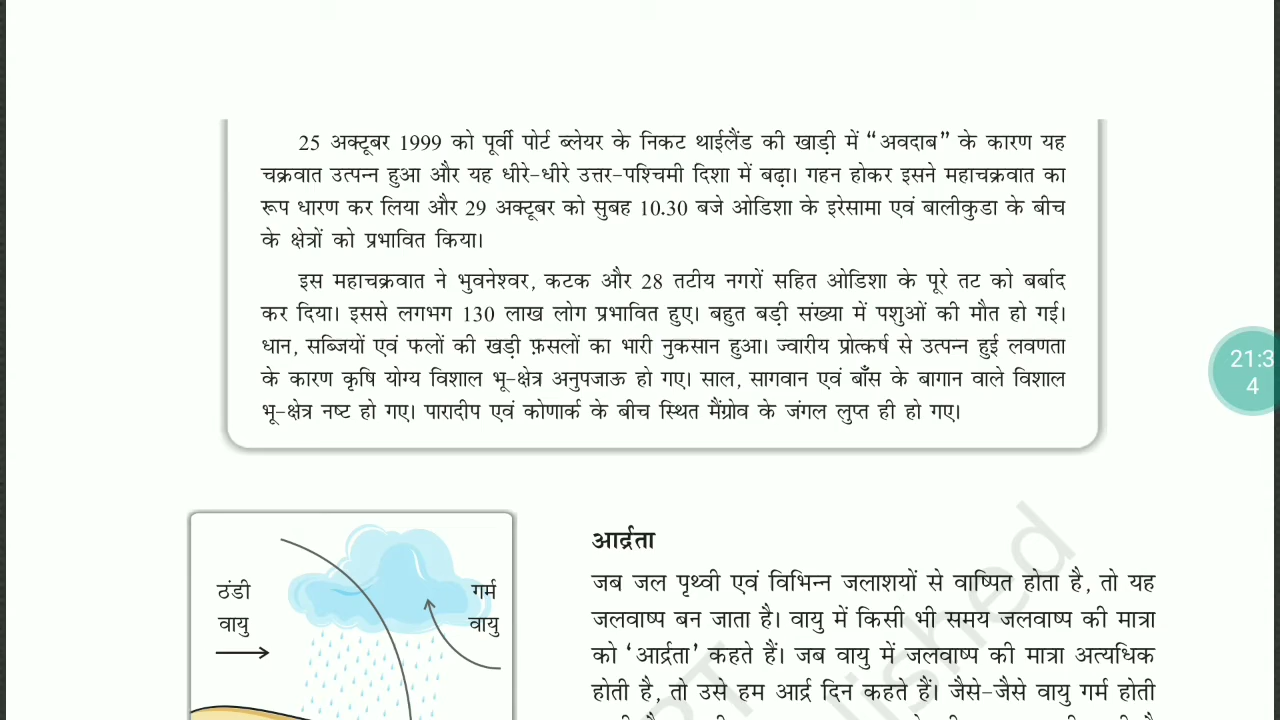 25 अक्टूबर 1999 को पूर्वी पोर्ट ब्लेयर के निकट थाईलैंड की खाड़ी में “अवदाब” के कारण यह
चक्रवात उत्पन्न हुआ और यह धीरे-धीरे उत्तर-पश्चिमी दिशा में बढ़ा। गहन होकर इसने महाचक्रवात का
रूप धारण कर लिया और 29 अक्टूबर को सुबह 10.30 बजे ओडिशा के इरेसामा एवं बालीकुडा के बीच
के क्षेत्रों को प्रभावित किया।
इस महाचक्रवात ने भुवनेश्वर, कटक और 28 तटीय नगरों सहित ओडिशा के पूरे तट को बर्बाद
कर दिया। इससे लगभग 130 लाख लोग प्रभावित हुए। बहुत बड़ी संख्या में पशुओं की मौत हो गई।
धान, सब्जियों एवं फलों की खड़ी फ़सलों का भारी नुकसान हुआ। ज्वारीय प्रोत्कर्ष से उत्पन्न हुई लवणता
के कारण कृषि योग्य विशाल भू-क्षेत्र अनुपजाऊ हो गए। साल, सागवान एवं बाँस के बागान वाले विशाल
भू-क्षेत्र नष्ट हो गए। पारादीप एवं कोणार्क के बीच स्थित मैंग्रोव के जंगल लुप्त ही हो गए।
21:3
4
ठंडी
वायु
गर्म
वायु
आर्द्रता
जब जल पृथ्वी एवं विभिन्न जलाशयों से वाष्पित होता है, तो यह
जलवाष्प बन जाता है। वायु में किसी भी समय जलवाष्प की मात्रा
को ‘आर्द्रता’ कहते हैं। जब वायु में जलवाष्प की मात्रा अत्यधिक
होती है, तो उसे हम आर्द्र दिन कहते हैं। जैसे-जैसे वायु गर्म होती